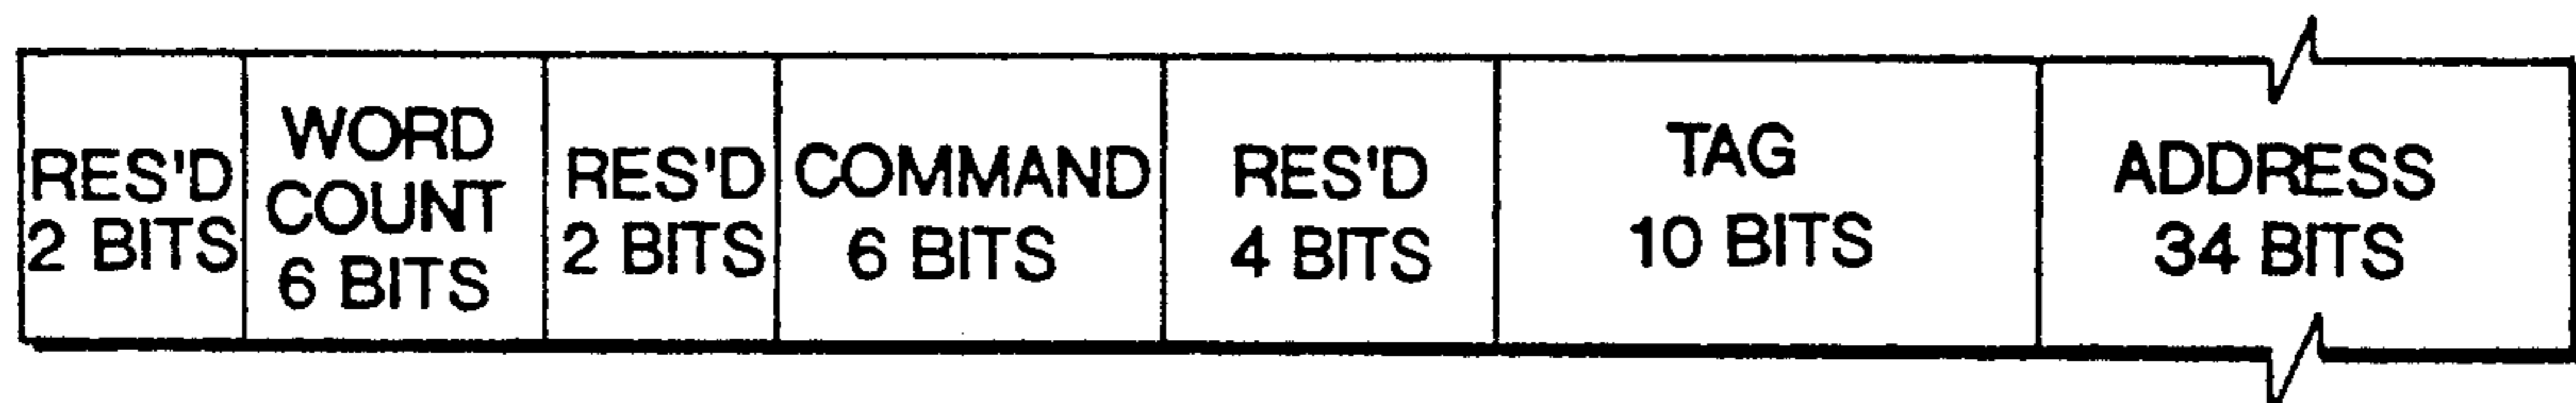 RES'D
2 BITS
WORD
COUNT
6 BITS
RES'D
2 BITS
COMMAND
6 BITS
RES'D
4 BITS
TAG
10 BITS
ADDRESS
34 BITS